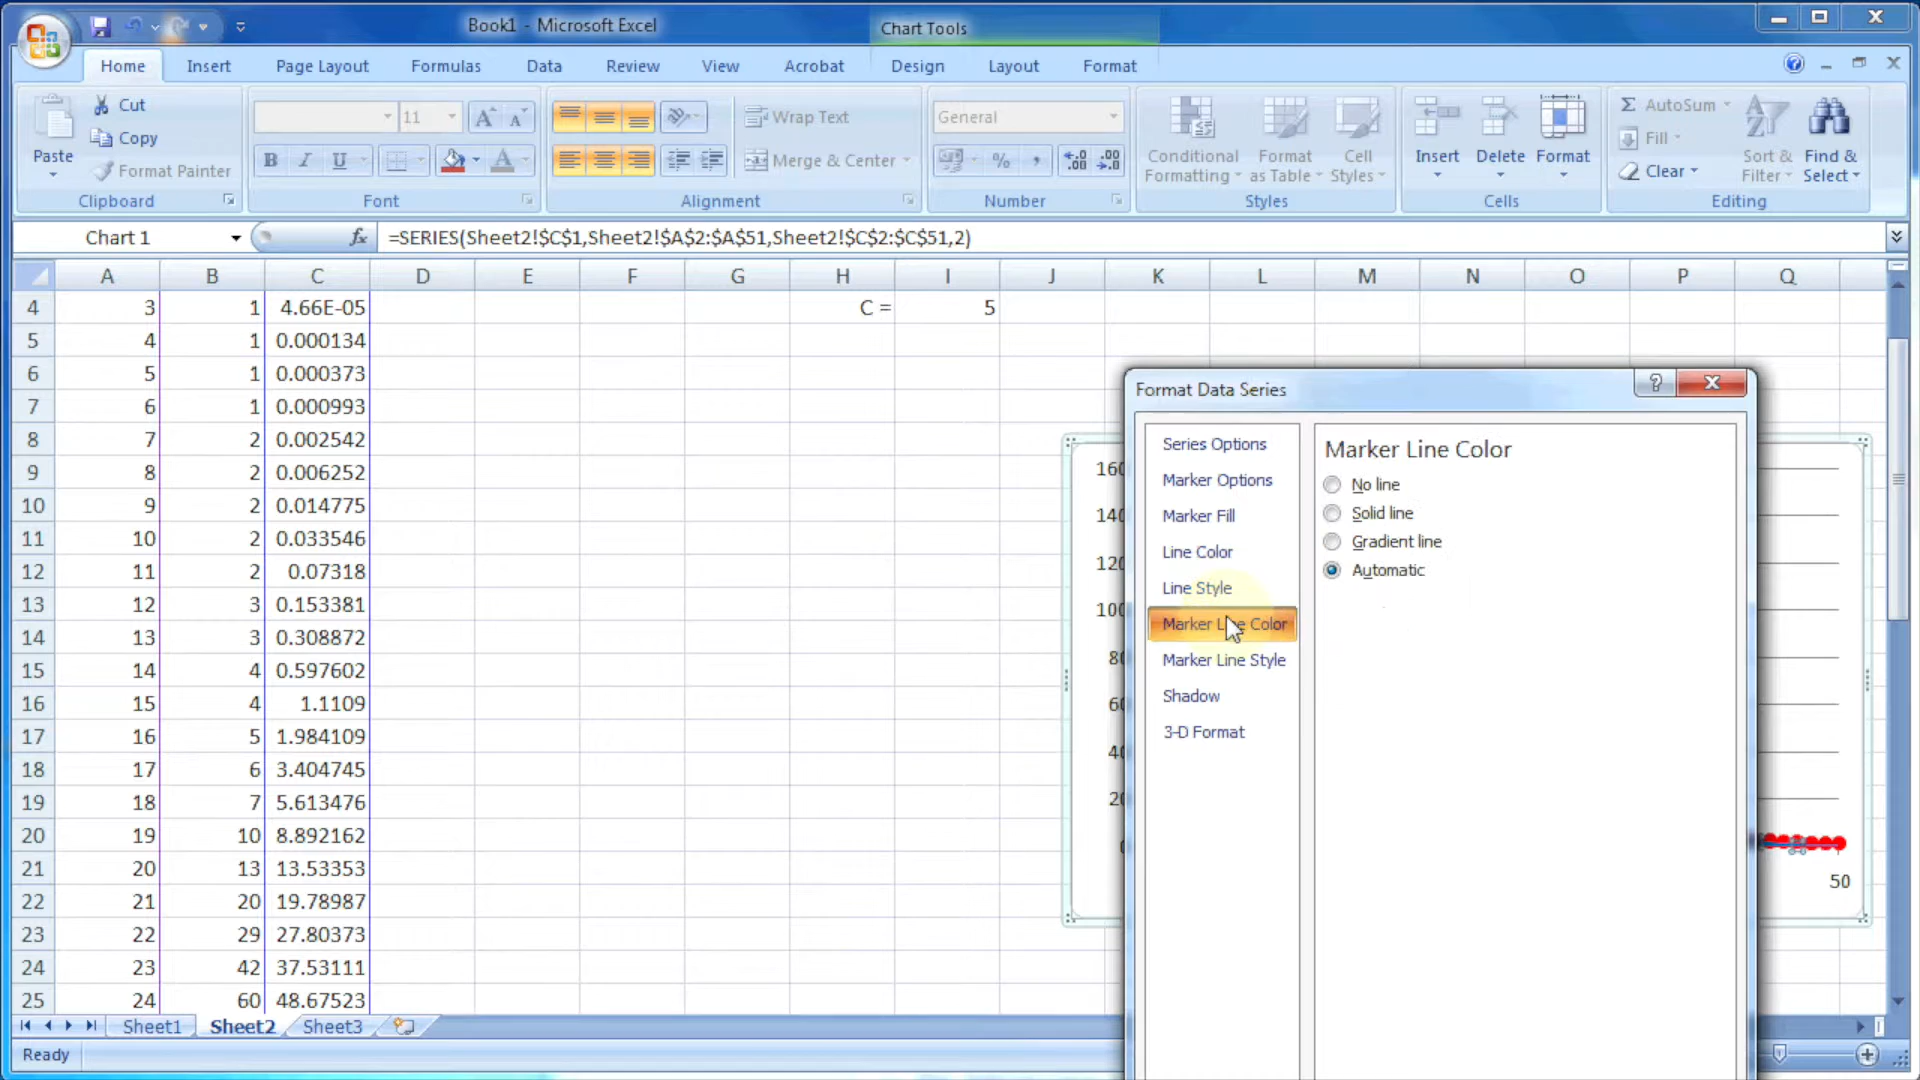 Book1 - Microsoft Excel
Chart Tools
Home Insert Page Layout Formulas Data Review View Acrobat Design Layout Format
Paste
Cut
Copy
Format Painter
Clipboard
11
B I U
Font
Wrap Text
Merge & Center
Alignment
General
Number
Conditional Formatting
Format as Table
Cell Styles
Styles
Insert
Delete
Format
Cells
AutoSum
Fill
Clear
Sort & Filter
Find & Select
Editing
Chart 1
fx =SERIES(Sheet2!$C$1,Sheet2!$A$2:$A$51,Sheet2!$C$2:$C$51,2)
A B C D E F G H I J K L M N O P Q
4 3 1 4.66E-05 C = 5
5 4 1 0.000134
6 5 1 0.000373
7 6 1 0.000993
8 7 2 0.002542
9 8 2 0.006252
10 9 2 0.014775
11 10 2 0.033546
12 11 2 0.07318
13 12 3 0.153381
14 13 3 0.308872
15 14 4 0.597602
16 15 4 1.1109
17 16 5 1.984109
18 17 6 3.404745
19 18 7 5.613476
20 19 10 8.892162
21 20 13 13.53353
22 21 20 19.78987
23 22 29 27.80373
24 23 42 37.53111
25 24 60 48.67523
160
50
Format Data Series
Series Options
Marker Options
Marker Fill
Line Color
Line Style
Marker Line Color
Marker Line Style
Shadow
3-D Format
Marker Line Color
No line
Solid line
Gradient line
Automatic
Sheet1 Sheet2 Sheet3
Ready